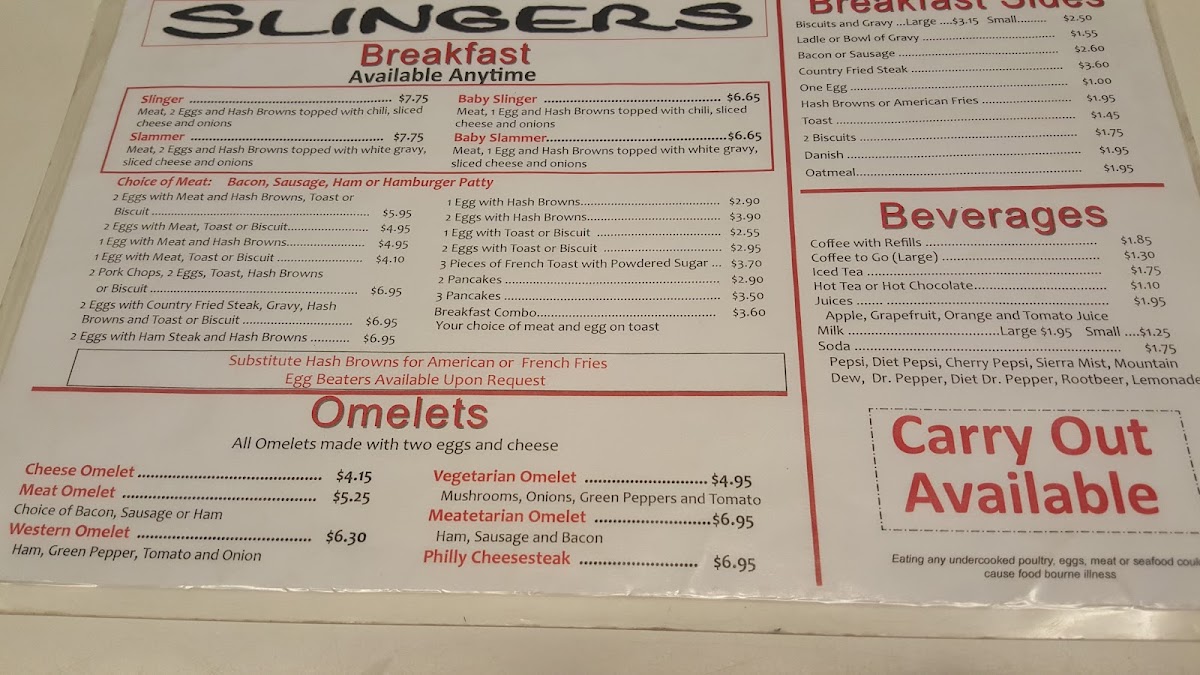 SLINGERS
Breakfast
Available Anytime
Slinger ........ $7.75
Meat, 2 Eggs and Hash Browns topped with chili, sliced
cheese and onions
Slammer ........ $7.75
Meat, 2 Eggs and Hash Browns topped with white gravy,
sliced cheese and onions
Baby Slinger ........ $6.65
Meat, 1 Egg and Hash Browns topped with chili, sliced
cheese and onions
Baby Slammer........$6.65
Meat, 1 Egg and Hash Browns topped with white gravy,
sliced cheese and onions
Choice of Meat: Bacon, Sausage, Ham or Hamburger Patty
2 Eggs with Meat and Hash Browns, Toast or
Biscuit ........ $5.95
2 Eggs with Meat, Toast or Biscuit........ $4.95
1 Egg with Meat and Hash Browns........ $4.95
1 Egg with Meat, Toast or Biscuit ........ $4.10
2 Pork Chops, 2 Eggs, Toast, Hash Browns
or Biscuit ........ $6.95
2 Eggs with Country Fried Steak, Gravy, Hash
Browns and Toast or Biscuit ........ $6.95
2 Eggs with Ham Steak and Hash Browns ........ $6.95
1 Egg with Hash Browns........ $2.90
2 Eggs with Hash Browns........ $3.90
1 Egg with Toast or Biscuit ........ $2.55
2 Eggs with Toast or Biscuit ........ $2.95
3 Pieces of French Toast with Powdered Sugar ... $3.70
2 Pancakes ........ $2.90
3 Pancakes ........ $3.50
Breakfast Combo........ $3.60
Your choice of meat and egg on toast
Substitute Hash Browns for American or French Fries
Egg Beaters Available Upon Request
Omelets
All Omelets made with two eggs and cheese
Cheese Omelet ........ $4.15
Meat Omelet ........ $5.25
Choice of Bacon, Sausage or Ham
Western Omelet ........ $6.30
Ham, Green Pepper, Tomato and Onion
Vegetarian Omelet ........ $4.95
Mushrooms, Onions, Green Peppers and Tomato
Meatetarian Omelet ........$6.95
Ham, Sausage and Bacon
Philly Cheesesteak ........ $6.95
Breakfast Sides
Biscuits and Gravy ...Large ....$3.15 Small........ $2.50
Ladle or Bowl of Gravy ........ $1.55
Bacon or Sausage ........ $2.60
Country Fried Steak ........ $3.60
One Egg ........ $1.00
Hash Browns or American Fries ........ $1.95
Toast ........ $1.45
2 Biscuits ........ $1.75
Danish ........ $1.95
Oatmeal........ $1.95
Beverages
Coffee with Refills ........ $1.85
Coffee to Go (Large) ........ $1.30
Iced Tea ........ $1.75
Hot Tea or Hot Chocolate........ $1.10
Juices ........ $1.95
Apple, Grapefruit, Orange and Tomato Juice
Milk ........Large $1.95 Small ....$1.25
Soda ........ $1.75
Pepsi, Diet Pepsi, Cherry Pepsi, Sierra Mist, Mountain
Dew, Dr. Pepper, Diet Dr. Pepper, Rootbeer, Lemonade
Carry Out
Available
Eating any undercooked poultry, eggs, meat or seafood coul
cause food bourne illness